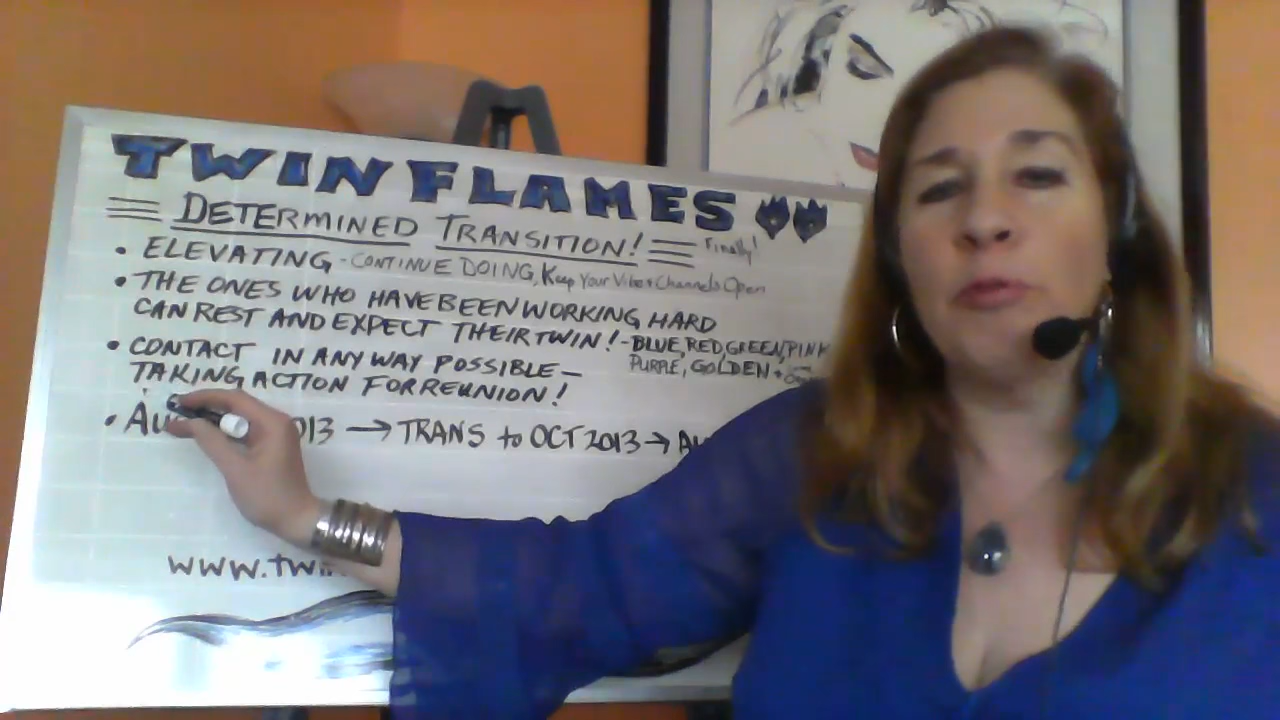 TWIN FLAMES
DETERMINED TRANSITION! Finally!
• ELEVATING - CONTINUE DOING, Keep Your Vibe + Channels Open
• THE ONES WHO HAVE BEEN WORKING HARD
CAN REST AND EXPECT THEIR TWIN! - BLUE, RED, GREEN, PINK
PURPLE, GOLDEN +
• CONTACT IN ANY WAY POSSIBLE —
TAKING ACTION FOR REUNION!
• → TRANS to OCT 2013 →
www.